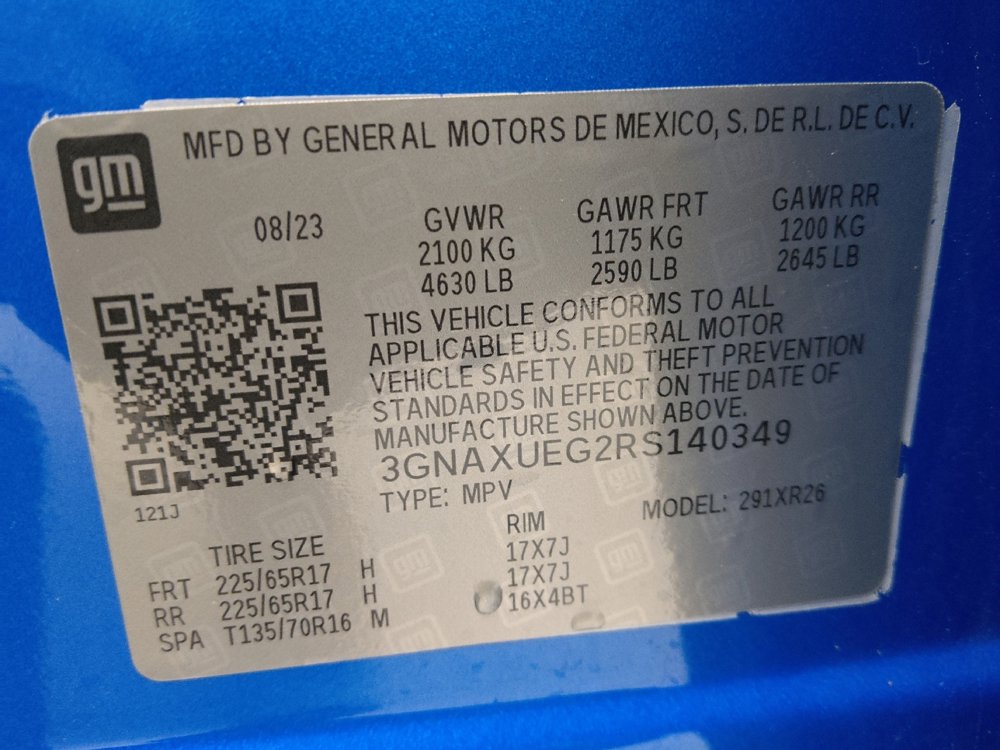 gm
MFD BY GENERAL MOTORS DE MEXICO, S. DE R.L. DE C.V.
08/23
GVWR
2100 KG
4630 LB
GAWR FRT
1175 KG
2590 LB
GAWR RR
1200 KG
2645 LB
THIS VEHICLE CONFORMS TO ALL
APPLICABLE U.S. FEDERAL MOTOR
VEHICLE SAFETY AND THEFT PREVENTION
STANDARDS IN EFFECT ON THE DATE OF
MANUFACTURE SHOWN ABOVE.
3GNAXUEG2RS140349
TYPE: MPV
MODEL: 291XR26
121J
TIRE SIZE
RIM
FRT 225/65R17 H 17X7J
RR 225/65R17 H 17X7J
SPA T135/70R16 M 16X4BT